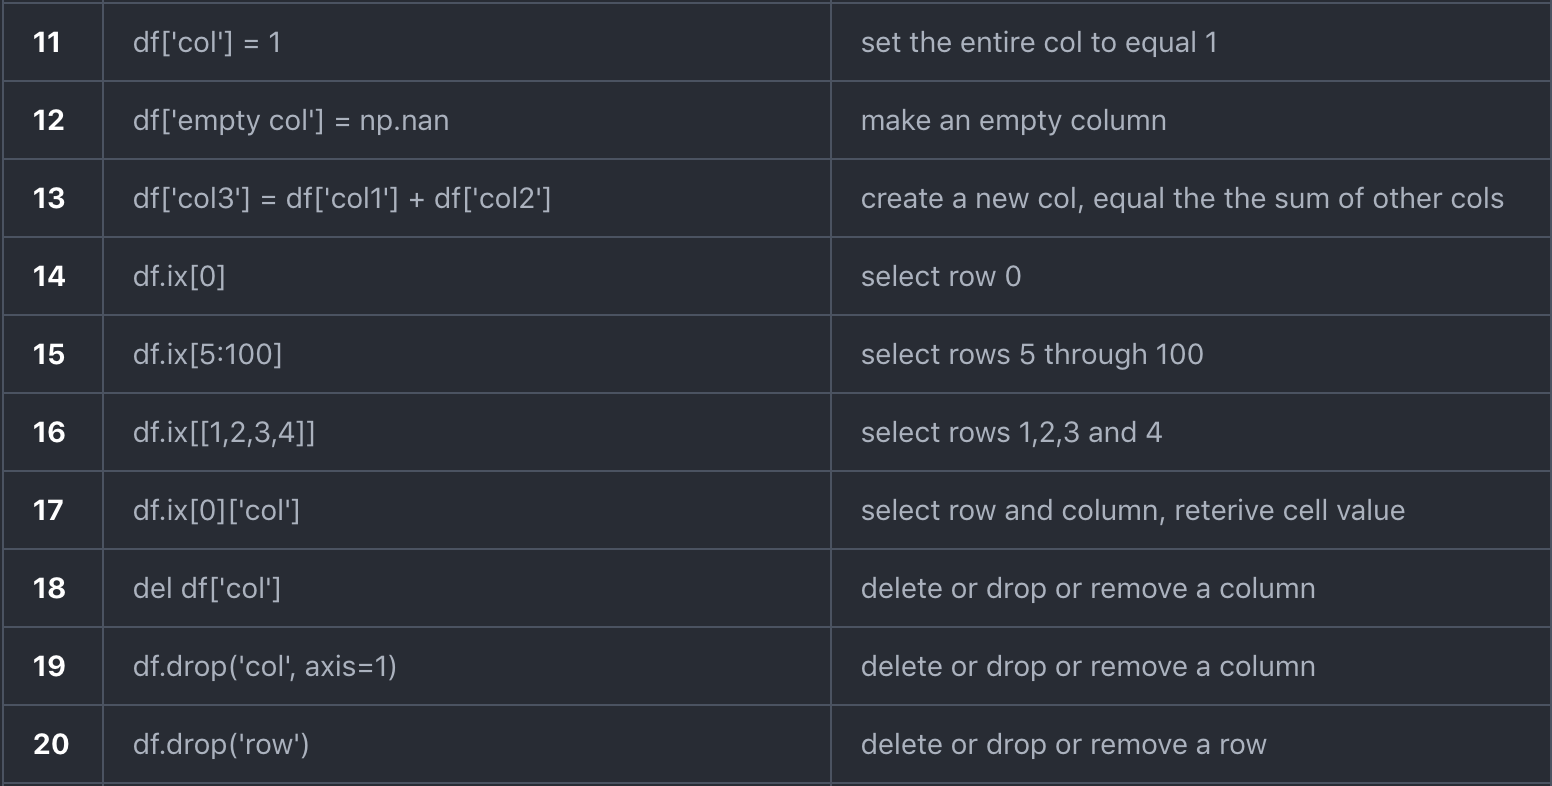 11 df['col'] = 1 set the entire col to equal 1
12 df['empty col'] = np.nan make an empty column
13 df['col3'] = df['col1'] + df['col2'] create a new col, equal the the sum of other cols
14 df.ix[0] select row 0
15 df.ix[5:100] select rows 5 through 100
16 df.ix[[1,2,3,4]] select rows 1,2,3 and 4
17 df.ix[0]['col'] select row and column, reterive cell value
18 del df['col'] delete or drop or remove a column
19 df.drop('col', axis=1) delete or drop or remove a column
20 df.drop('row') delete or drop or remove a row